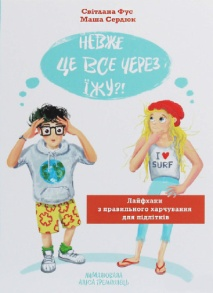 Світлана Фус
Маша Сердюк
НЕВЖЕ
ЦЕ ВСЕ ЧЕРЕЗ
ЇЖУ?!
I ♥
SURF
Лайфхаки
з правильного харчування
для підлітків